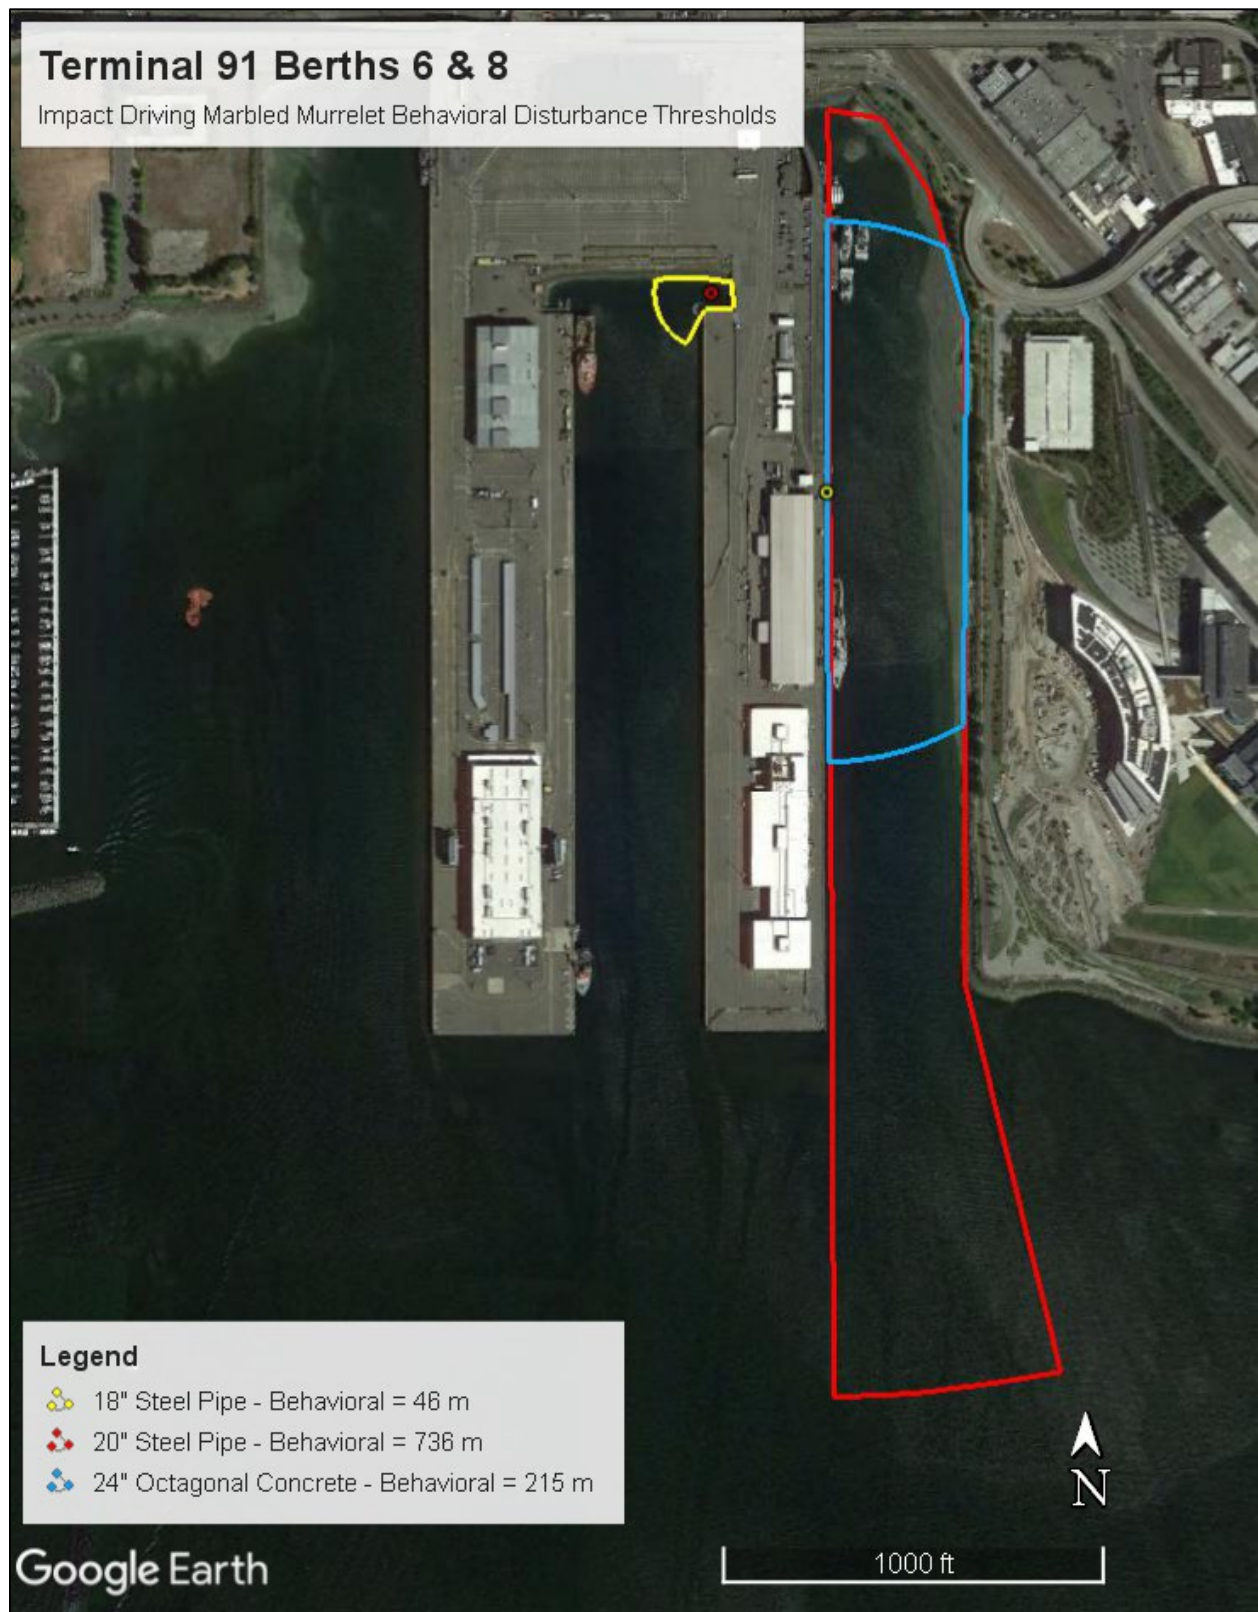 Terminal 91 Berths 6 & 8
Impact Driving Marbled Murrelet Behavioral Disturbance Thresholds
Legend
18" Steel Pipe - Behavioral = 46 m
20" Steel Pipe - Behavioral = 736 m
24" Octagonal Concrete - Behavioral = 215 m
N
Google Earth
1000 ft